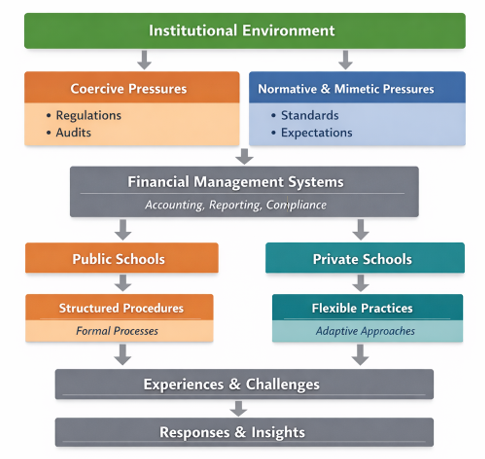 Institutional Environment
Coercive Pressures
• Regulations
• Audits
Normative & Mimetic Pressures
• Standards
• Expectations
Financial Management Systems
Accounting, Reporting, Compliance
Public Schools
Private Schools
Structured Procedures
Formal Processes
Flexible Practices
Adaptive Approaches
Experiences & Challenges
Responses & Insights